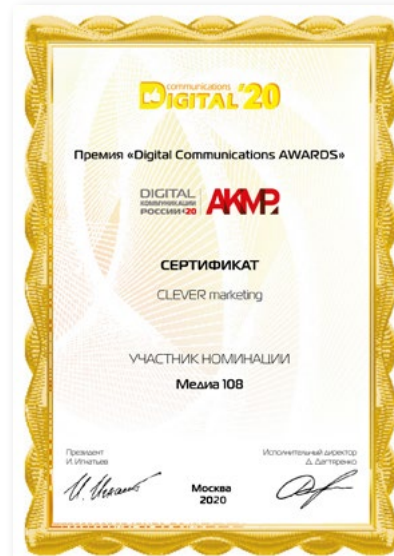 communications
DIGITAL '20
Премия «Digital Communications AWARDS»
DIGITAL
КОММУНИКАЦИИ
РОССИИ'20
АКМР.
СЕРТИФИКАТ
CLEVER marketing
УЧАСТНИК НОМИНАЦИИ
Медиа 108
Президент
И. Игнатьев
Исполнительный директор
Д. Дегтяренко
Москва
2020